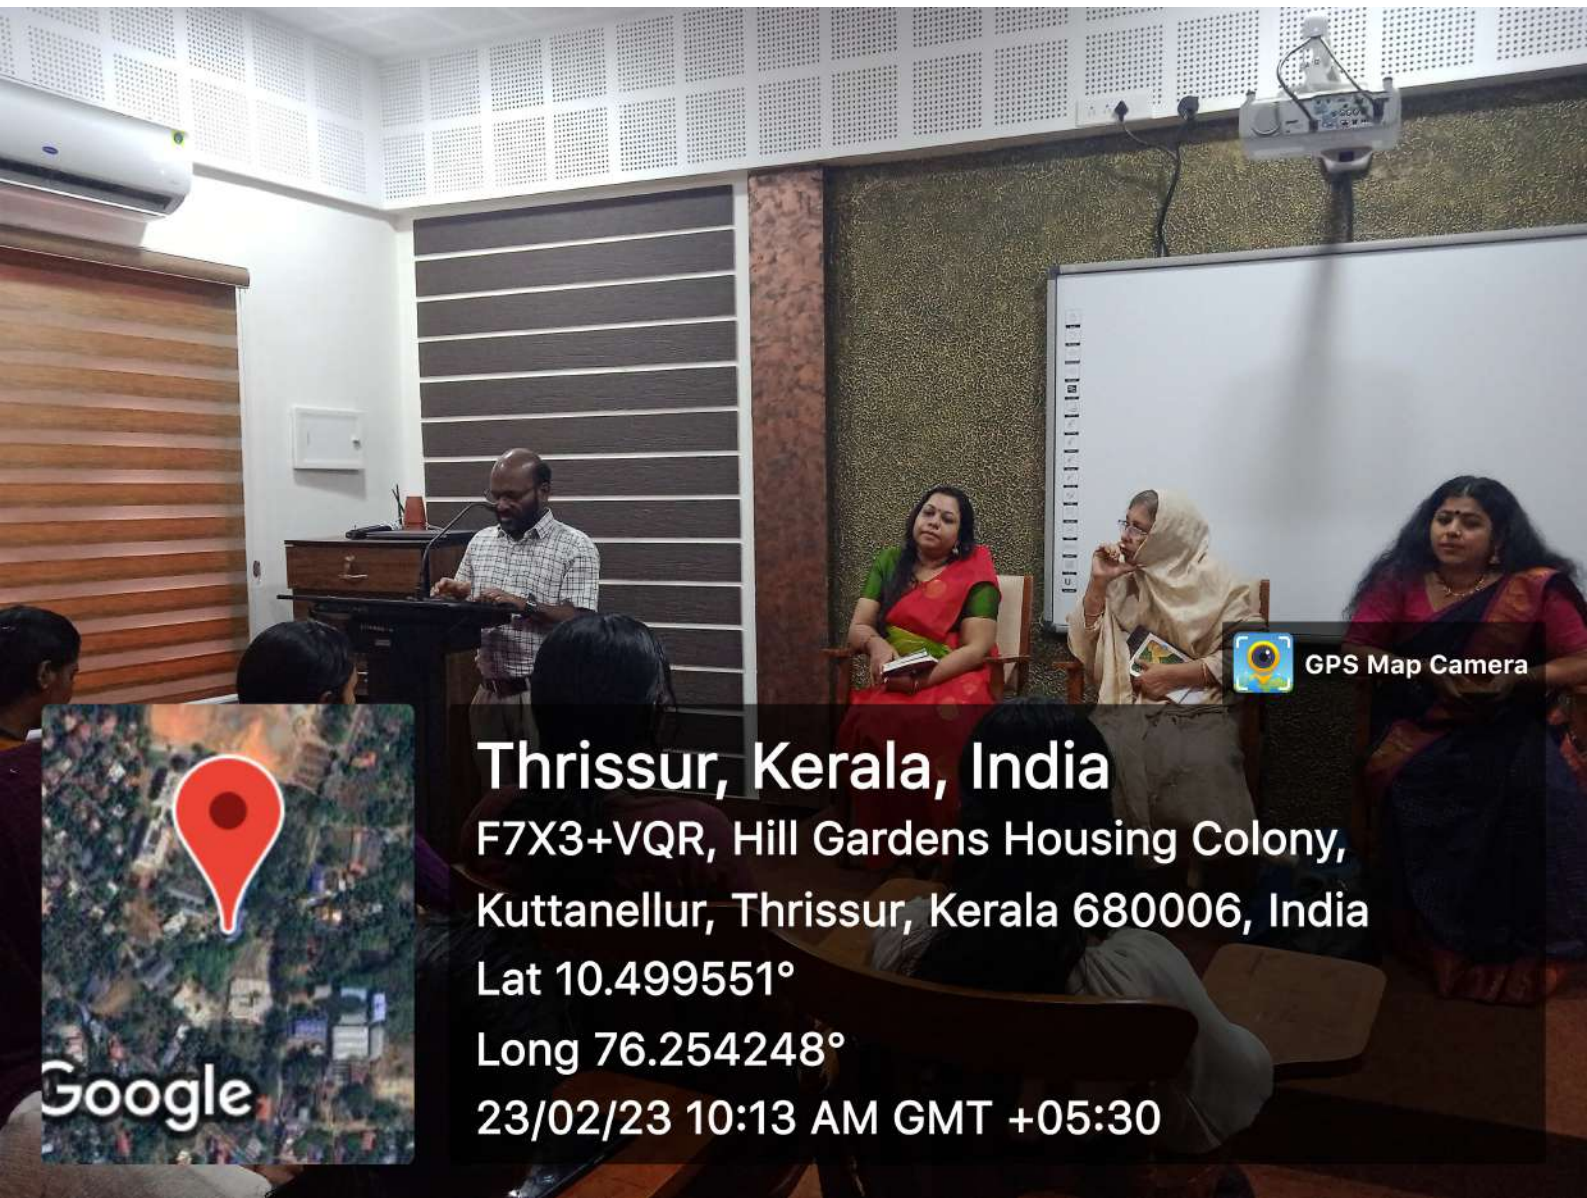 GPS Map Camera
Thrissur, Kerala, India
F7X3+VQR, Hill Gardens Housing Colony,
Kuttanellur, Thrissur, Kerala 680006, India
Lat 10.499551°
Long 76.254248°
23/02/23 10:13 AM GMT +05:30
Google